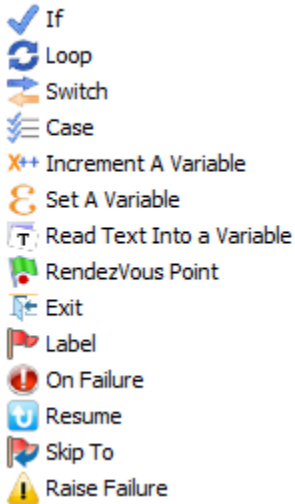 If
Loop
Switch
Case
X++ Increment A Variable
Set A Variable
T Read Text Into a Variable
RendezVous Point
Exit
Label
On Failure
Resume
Skip To
Raise Failure